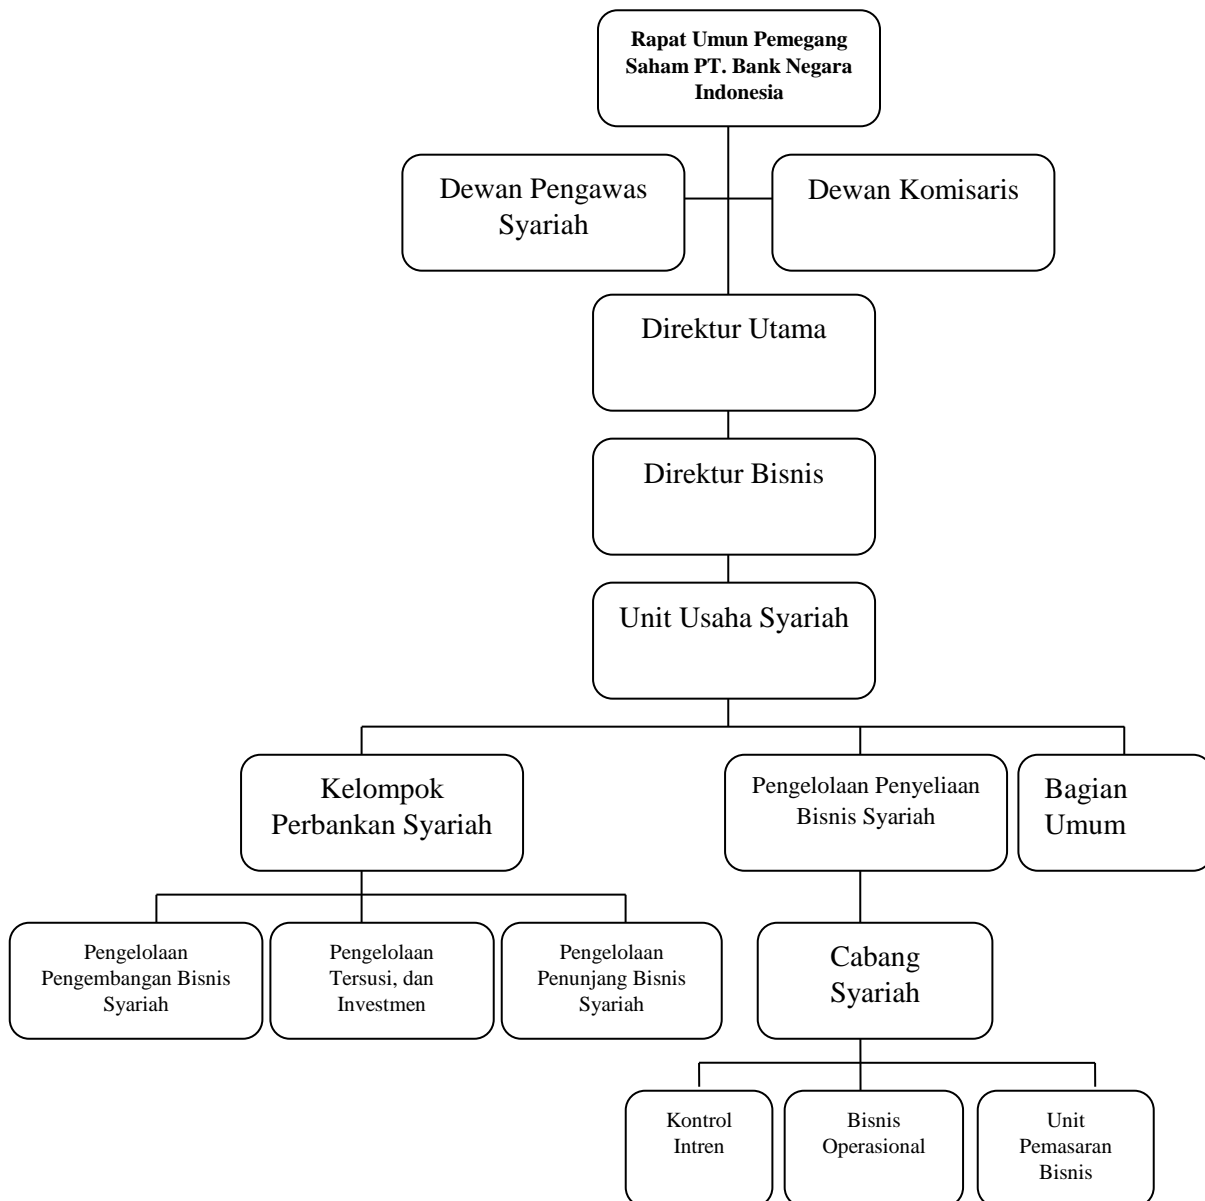 Rapat Umun Pemegang
Saham PT. Bank Negara
Indonesia
Dewan Pengawas
Syariah
Dewan Komisaris
Direktur Utama
Direktur Bisnis
Unit Usaha Syariah
Kelompok
Perbankan Syariah
Pengelolaan Penyeliaan
Bisnis Syariah
Bagian
Umum
Pengelolaan
Pengembangan Bisnis
Syariah
Pengelolaan
Tersusi, dan
Investmen
Pengelolaan
Penunjang Bisnis
Syariah
Cabang
Syariah
Kontrol
Intren
Bisnis
Operasional
Unit
Pemasaran
Bisnis